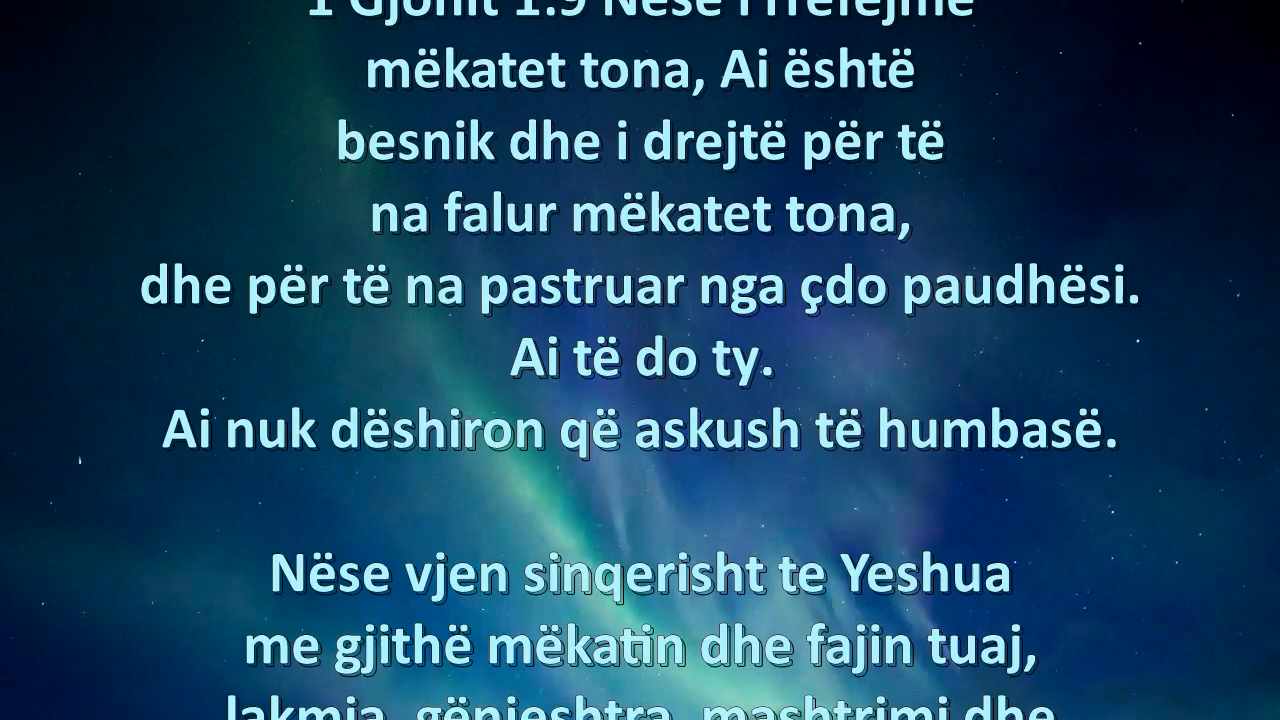 1 Gjonit 1:9 Nëse i rrëfejmë
mëkatet tona, Ai është
besnik dhe i drejtë për të
na falur mëkatet tona,
dhe për të na pastruar nga çdo paudhësi.
Ai të do ty.
Ai nuk dëshiron që askush të humbasë.
Nëse vjen sinqerisht te Yeshua
me gjithë mëkatin dhe fajin tuaj,
lakmia, gënjeshtra, mashtrimi dhe